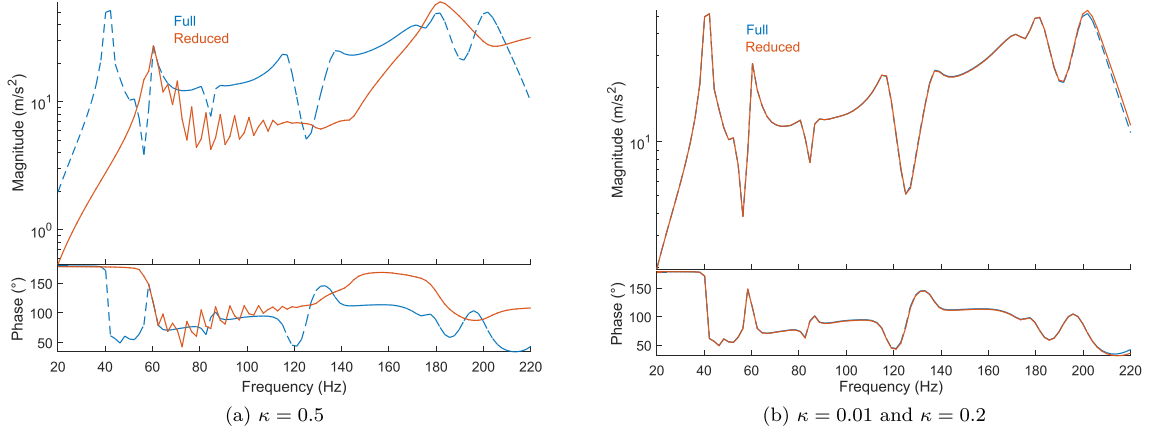 Full
Reduced
Magnitude (m/s²)
10¹
10⁰
Phase (°)
150
100
50
20 40 60 80 100 120 140 160 180 200 220
Frequency (Hz)
(a) κ = 0.5
Full
Reduced
Magnitude (m/s²)
10¹
Phase (°)
150
100
50
20 40 60 80 100 120 140 160 180 200 220
Frequency (Hz)
(b) κ = 0.01 and κ = 0.2